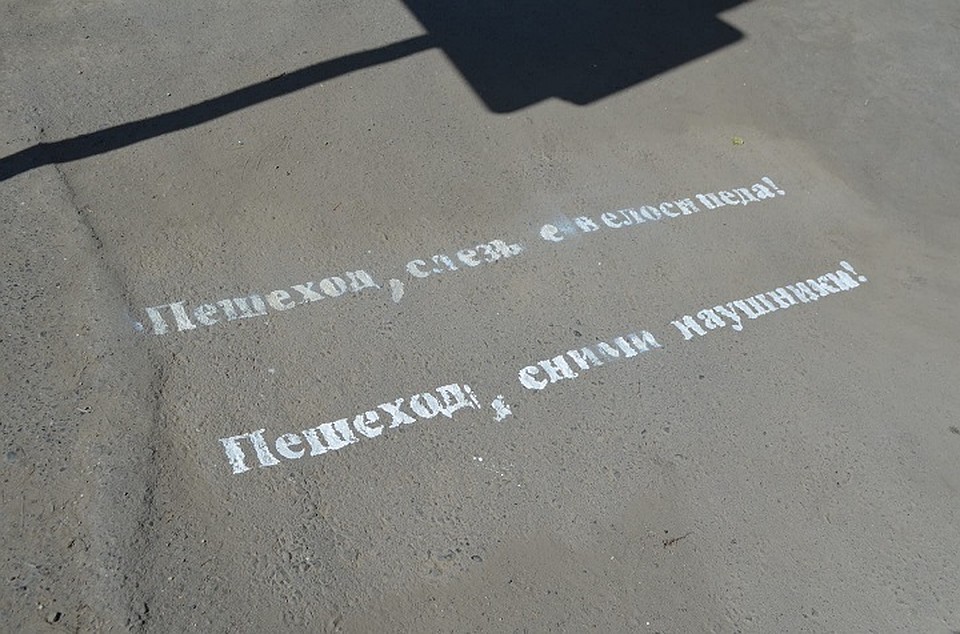 Пешеход, слезь с велосипеда!
Пешеход, сними наушники!